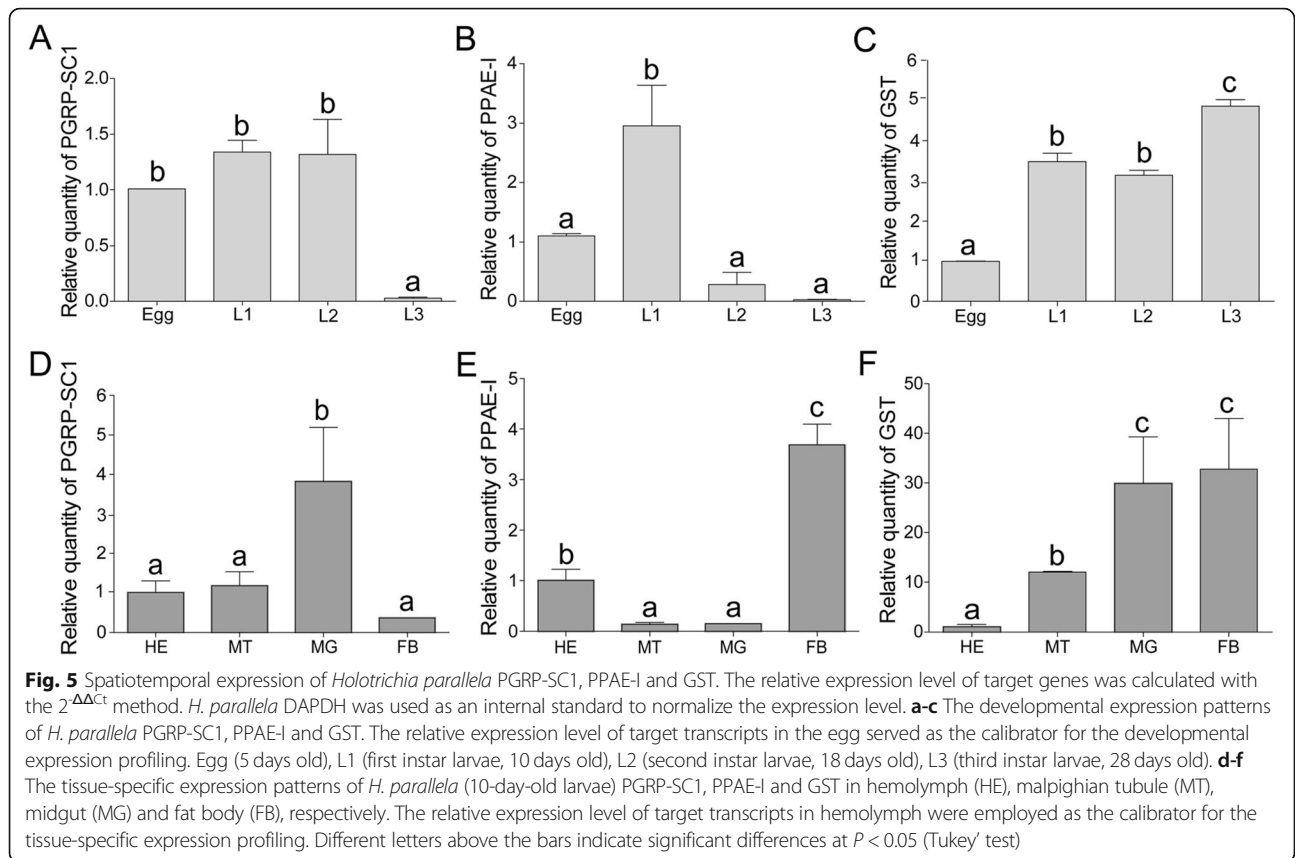 A
Relative quantity of PGRP-SC1
2.0
1.5
1.0
0.5
0.0
b
b
b
a
Egg L1 L2 L3
B
Relative quantity of PPAE-I
4
3
2
1
0
a
b
a
a
Egg L1 L2 L3
C
Relative quantity of GST
6
5
4
3
2
1
0
a
b
b
c
Egg L1 L2 L3
D
Relative quantity of PGRP-SC1
6
5
4
3
2
1
0
a
a
b
a
HE MT MG FB
E
Relative quantity of PPAE-I
5
4
3
2
1
0
b
a
a
c
HE MT MG FB
F
Relative quantity of GST
50
40
30
20
10
0
a
b
c
c
HE MT MG FB
Fig. 5 Spatiotemporal expression of Holotrichia parallela PGRP-SC1, PPAE-I and GST. The relative expression level of target genes was calculated with
the 2-ΔΔCt method. H. parallela DAPDH was used as an internal standard to normalize the expression level. a-c The developmental expression patterns
of H. parallela PGRP-SC1, PPAE-I and GST. The relative expression level of target transcripts in the egg served as the calibrator for the developmental
expression profiling. Egg (5 days old), L1 (first instar larvae, 10 days old), L2 (second instar larvae, 18 days old), L3 (third instar larvae, 28 days old). d-f
The tissue-specific expression patterns of H. parallela (10-day-old larvae) PGRP-SC1, PPAE-I and GST in hemolymph (HE), malpighian tubule (MT),
midgut (MG) and fat body (FB), respectively. The relative expression level of target transcripts in hemolymph were employed as the calibrator for the
tissue-specific expression profiling. Different letters above the bars indicate significant differences at P < 0.05 (Tukey' test)